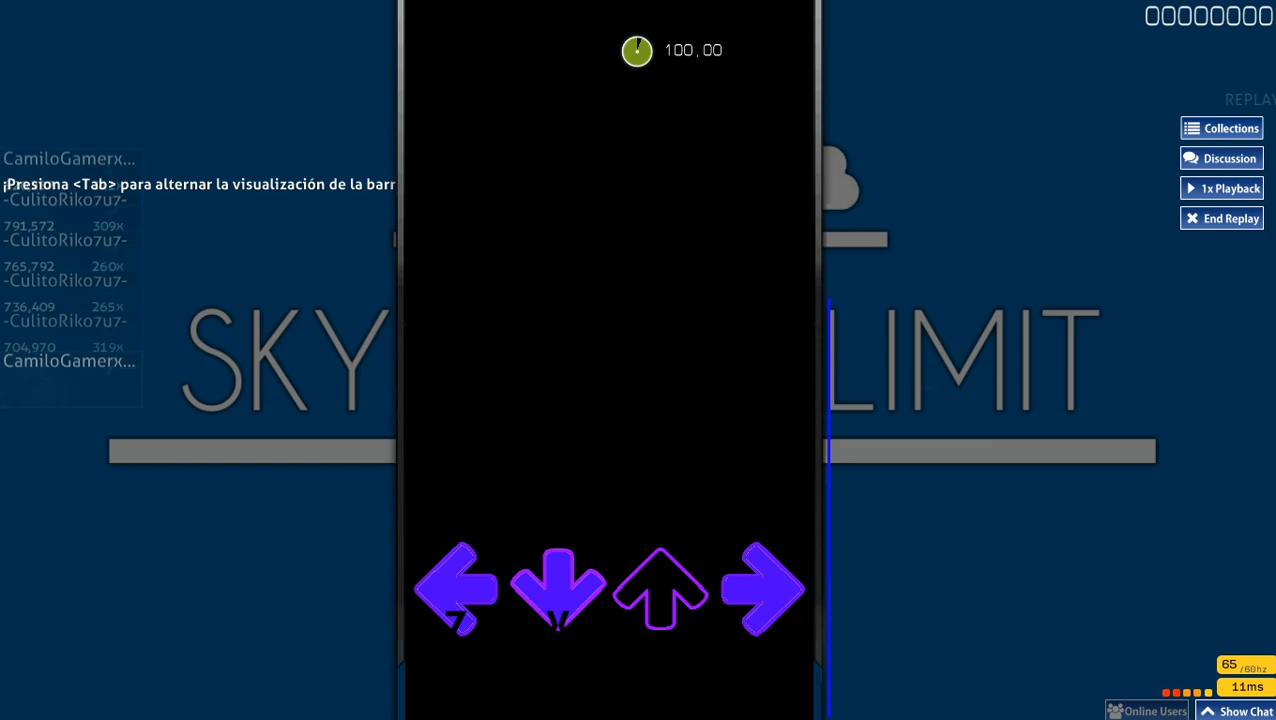 00000000
100,00
REPLAY
Collections
CamiloGamerx...
Discussion
¡Presiona <Tab> para alternar la visualización de la barr
1x Playback
-CulitoRiko7u7-
End Replay
791,572 309x
-CulitoRiko7u7-
765,792 260x
-CulitoRiko7u7-
736,409 265x
-CulitoRiko7u7-
704,970 319x
CamiloGamerx...
SKY LIMIT
7 Y
65 /60hz
11ms
Online Users
Show Chat